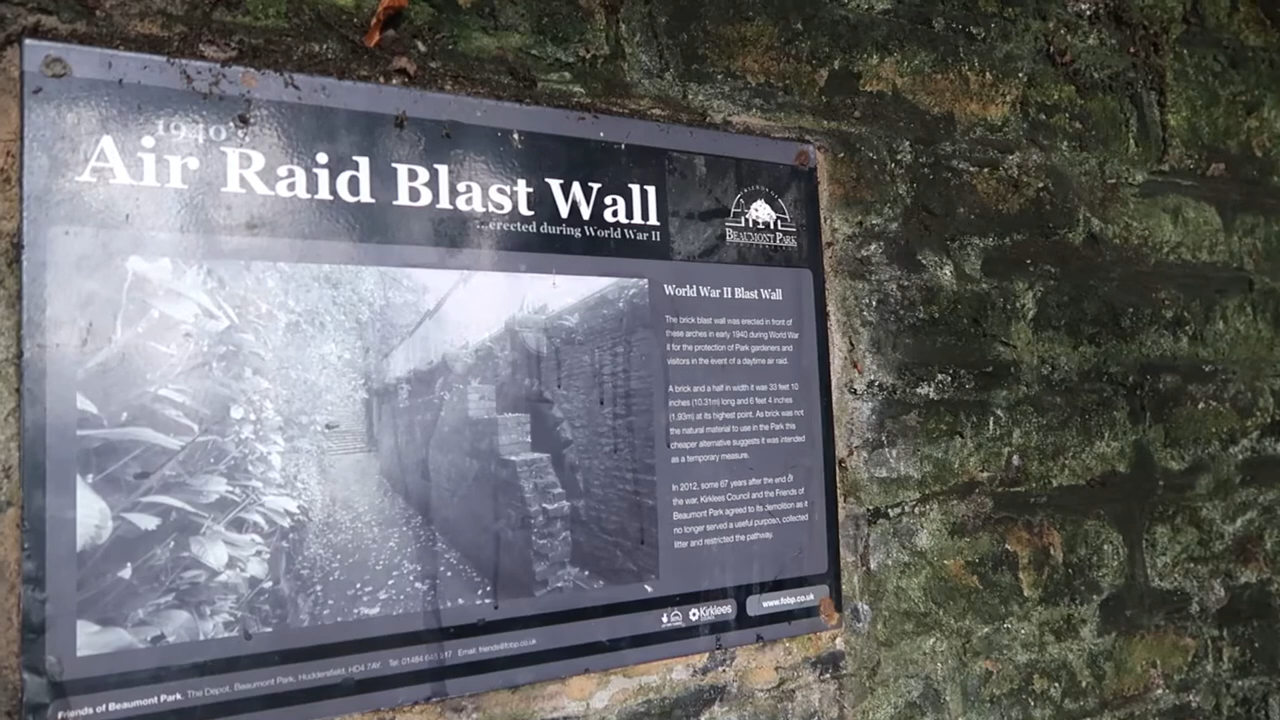 1940's
Air Raid Blast Wall
...erected during World War II
FRIENDS OF
BEAUMONT PARK
World War II Blast Wall
The brick blast wall was erected in front of
these arches in early 1940 during World War
II for the protection of Park gardeners and
visitors in the event of a daytime air raid.
A brick and a half in width it was 33 feet 10
inches (10.31m) long and 6 feet 4 inches
(1.93m) at its highest point. As brick was not
the natural material to use in the Park this
cheaper alternative suggests it was intended
as a temporary measure.
In 2012, some 67 years after the end of
the war, Kirklees Council and the Friends of
Beaumont Park agreed to its demolition as it
no longer served a useful purpose, collected
litter and restricted the pathway.
Kirklees
COUNCIL
www.fobp.co.uk
Friends of Beaumont Park. The Depot, Beaumont Park, Huddersfield, HD4 7AY. Tel: 01484 Email: friends@fobp.co.uk